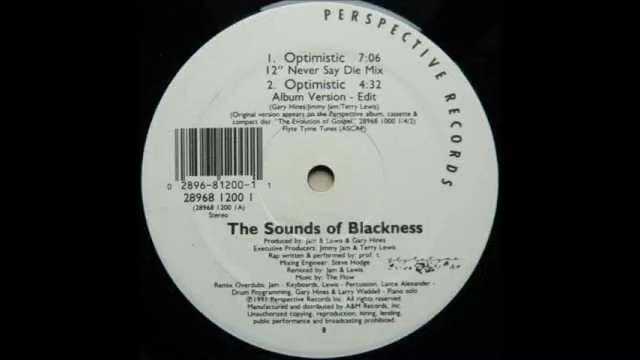 PERSPECTIVE RECORDS
1. Optimistic 7:06
12" Never Say Die Mix
2. Optimistic 4:32
Album Version - Edit
(Gary Hines/Jimmy Jam/Terry Lewis)
(Original version appears on the Perspective album, cassette &
compact disc "The Evolution of Gospel," 28968 1000 1/4/2)
Flyte Tyme Tunes (ASCAP)
0 2896-81200-1 1
28968 1200 1
(28968 1200 1A)
Stereo
The Sounds of Blackness
Produced by: Jam & Lewis & Gary Hines
Executive Producers: Jimmy Jam & Terry Lewis
Rap written & performed by: prof. t.
Mixing Engineer: Steve Hodge
Remixed by: Jam & Lewis
Music by: The Flow
Remix Overdubs: Jam - Keyboards, Lewis - Percussion, Lance Alexander -
Drum Programming, Gary Hines & Larry Waddell - Piano solo
℗1991 Perspective Records Inc. All rights reserved.
Manufactured and distributed by A&M Records, Inc.
Unauthorized copying, reproduction, hiring, lending,
public performance and broadcasting prohibited.